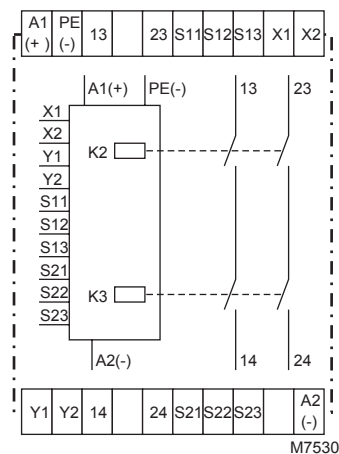 A1 (+) PE (-) 13 23 S11 S12 S13 X1 X2
A1(+) PE(-) 13 23
X1
X2
Y1
Y2
S11
S12
S13
S21
S22
S23
K2
K3
A2(-) 14 24
Y1 Y2 14 24 S21 S22 S23 A2 (-)
M7530